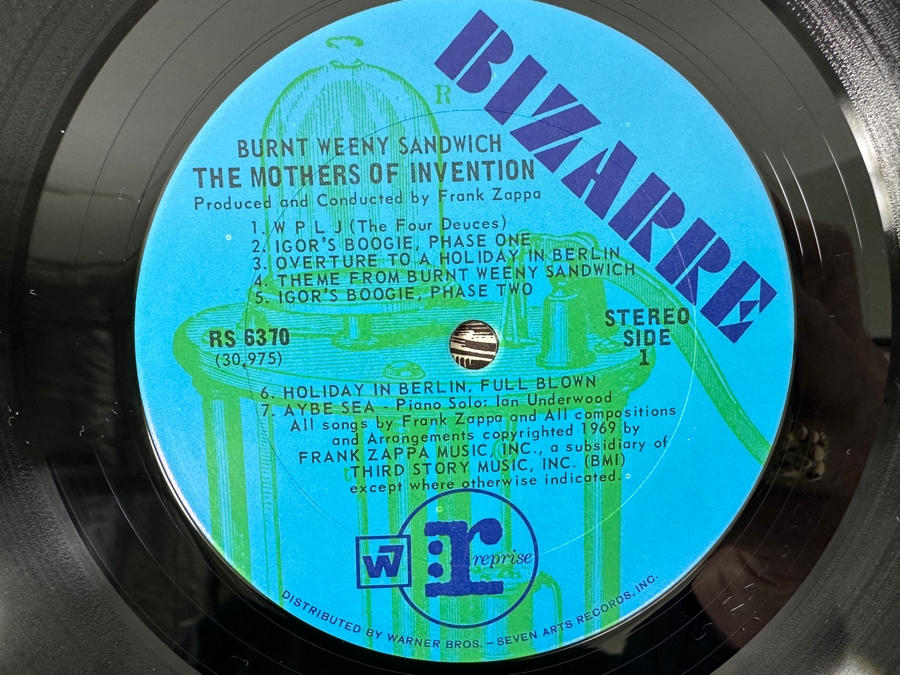 BIZARRE
R
BURNT WEENY SANDWICH
THE MOTHERS OF INVENTION
Produced and Conducted by Frank Zappa
1. W P L J (The Four Deuces)
2. IGOR'S BOOGIE, PHASE ONE
3. OVERTURE TO A HOLIDAY IN BERLIN
4. THEME FROM BURNT WEENY SANDWICH
5. IGOR'S BOOGIE, PHASE TWO
RS 6370
(30,975)
STEREO
SIDE
1
6. HOLIDAY IN BERLIN. FULL BLOWN
7. AYBE SEA - Piano Solo: Ian Underwood
All songs by Frank Zappa and All compositions
and Arrangements copyrighted 1969 by
FRANK ZAPPA MUSIC, INC., a subsidiary of
THIRD STORY MUSIC, INC. (BMI)
except where otherwise indicated.
W7
r reprise
DISTRIBUTED BY WARNER BROS. – SEVEN ARTS RECORDS, INC.